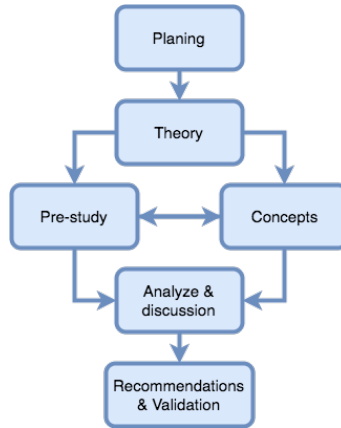 Planing
Theory
Pre-study
Concepts
Analyze &
discussion
Recommendations
& Validation